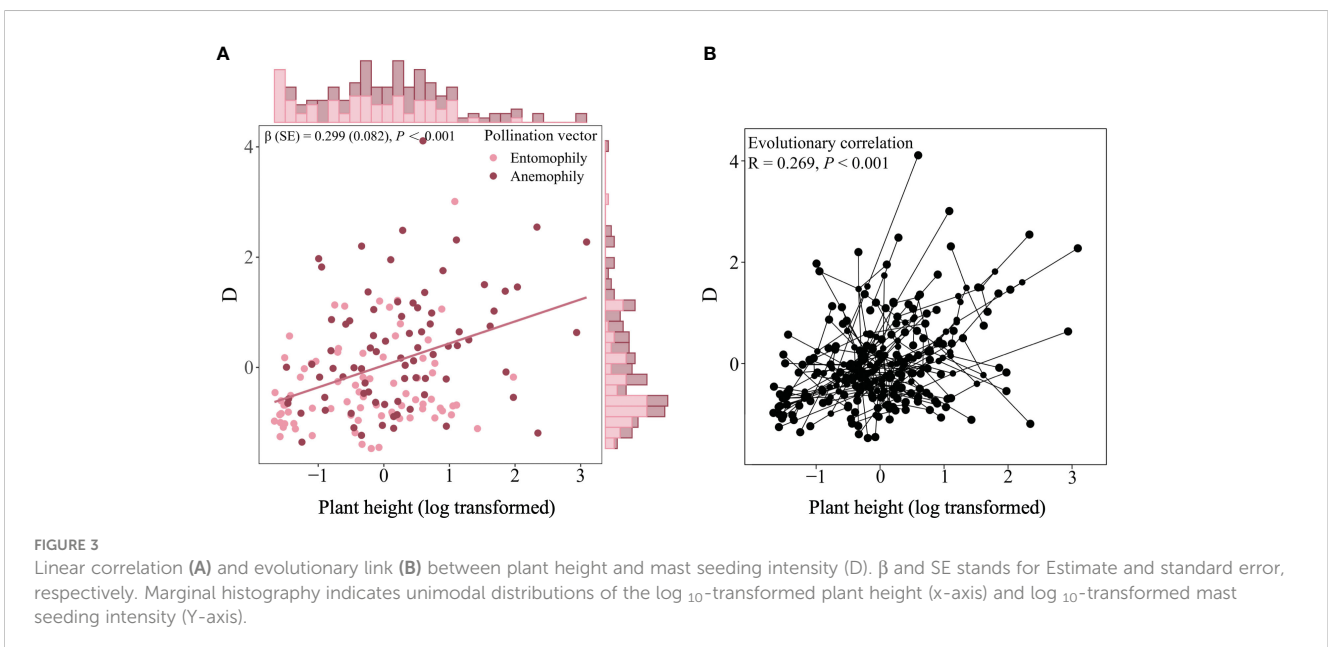 A
β (SE) = 0.299 (0.082), P < 0.001
Pollination vector
Entomophily
Anemophily
4
2
0
D
−1 0 1 2 3
Plant height (log transformed)
B
Evolutionary correlation
R = 0.269, P < 0.001
4
2
0
D
−1 0 1 2 3
Plant height (log transformed)
FIGURE 3
Linear correlation (A) and evolutionary link (B) between plant height and mast seeding intensity (D). β and SE stands for Estimate and standard error,
respectively. Marginal histography indicates unimodal distributions of the log 10-transformed plant height (x-axis) and log 10-transformed mast
seeding intensity (Y-axis).